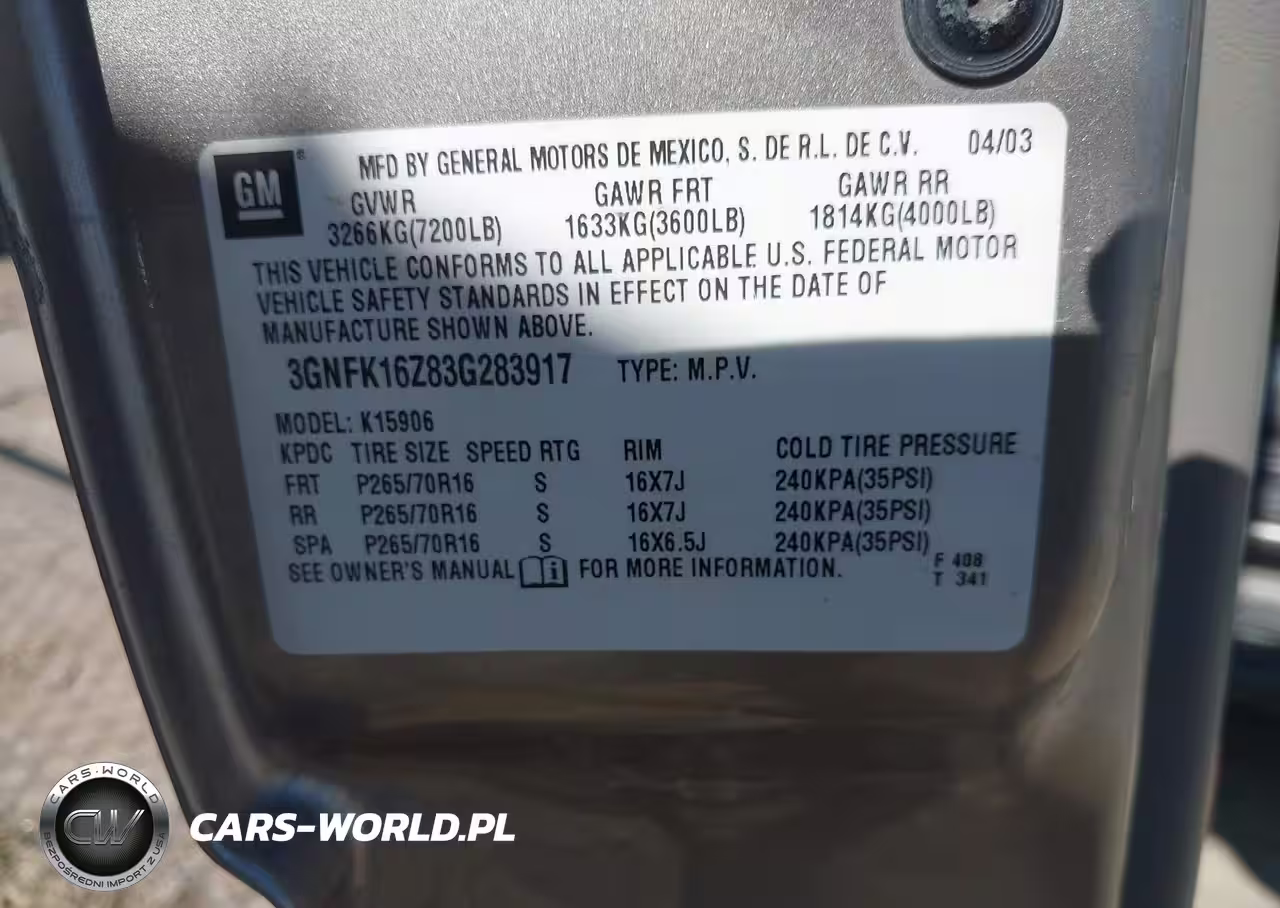 GM ® MFD BY GENERAL MOTORS DE MEXICO, S. DE R.L. DE C.V. 04/03
GVWR GAWR FRT GAWR RR
3266KG(7200LB) 1633KG(3600LB) 1814KG(4000LB)
THIS VEHICLE CONFORMS TO ALL APPLICABLE U.S. FEDERAL MOTOR
VEHICLE SAFETY STANDARDS IN EFFECT ON THE DATE OF
MANUFACTURE SHOWN ABOVE.
3GNFK16Z83G283917 TYPE: M.P.V.
MODEL: K15906
KPDC TIRE SIZE SPEED RTG RIM COLD TIRE PRESSURE
FRT P265/70R16 S 16X7J 240KPA(35PSI)
RR P265/70R16 S 16X7J 240KPA(35PSI)
SPA P265/70R16 S 16X6.5J 240KPA(35PSI)
SEE OWNER'S MANUAL i FOR MORE INFORMATION.
F 408
T 341
CARS-WORLD
CW
BEZPOŚREDNI IMPORT Z USA
CARS-WORLD.PL